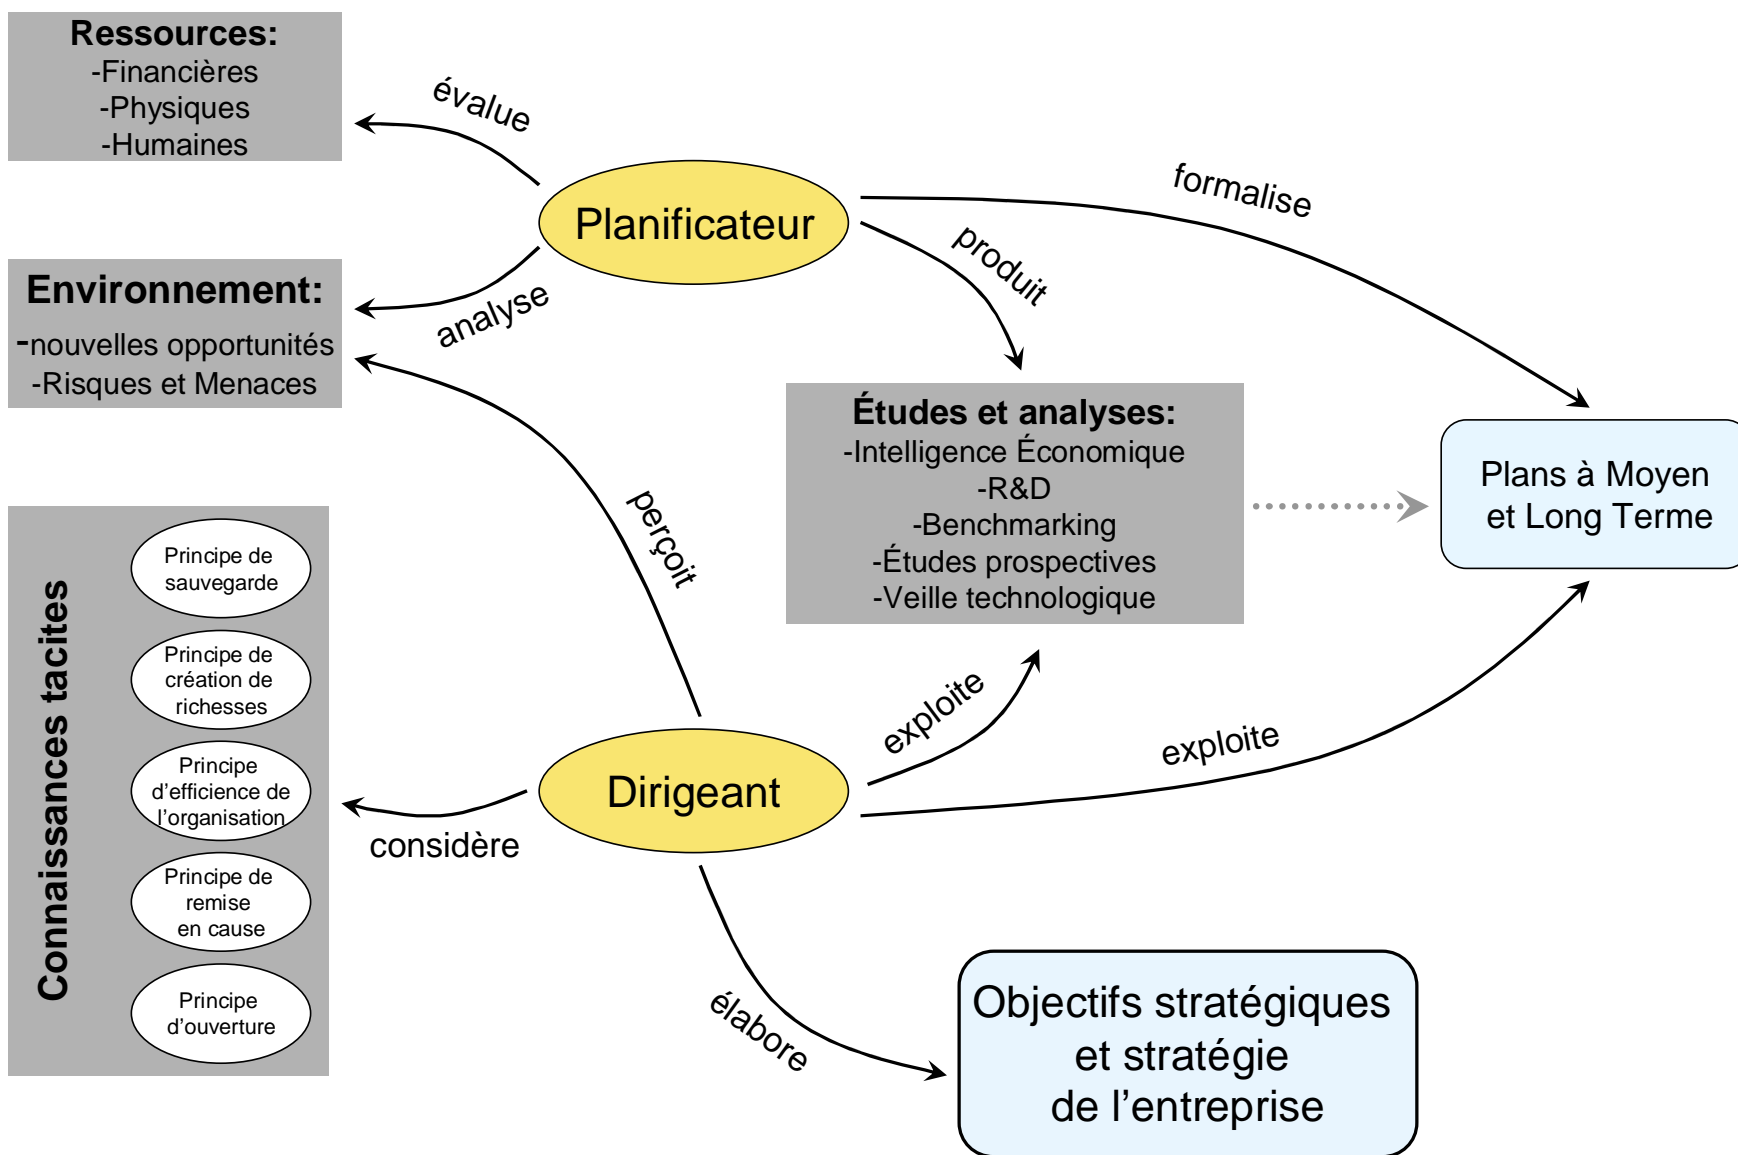 Ressources:
-Financières
-Physiques
-Humaines
évalue
Planificateur
formalise
produit
Environnement:
-nouvelles opportunités
-Risques et Menaces
analyse
Études et analyses:
-Intelligence Économique
-R&D
-Benchmarking
-Études prospectives
-Veille technologique
Plans à Moyen
et Long Terme
perçoit
Connaissances tacites
Principe de
sauvegarde
Principe de
création de
richesses
Principe
d’efficience de
l’organisation
Principe de
remise
en cause
Principe
d’ouverture
considère
Dirigeant
exploite
exploite
élabore
Objectifs stratégiques
et stratégie
de l’entreprise